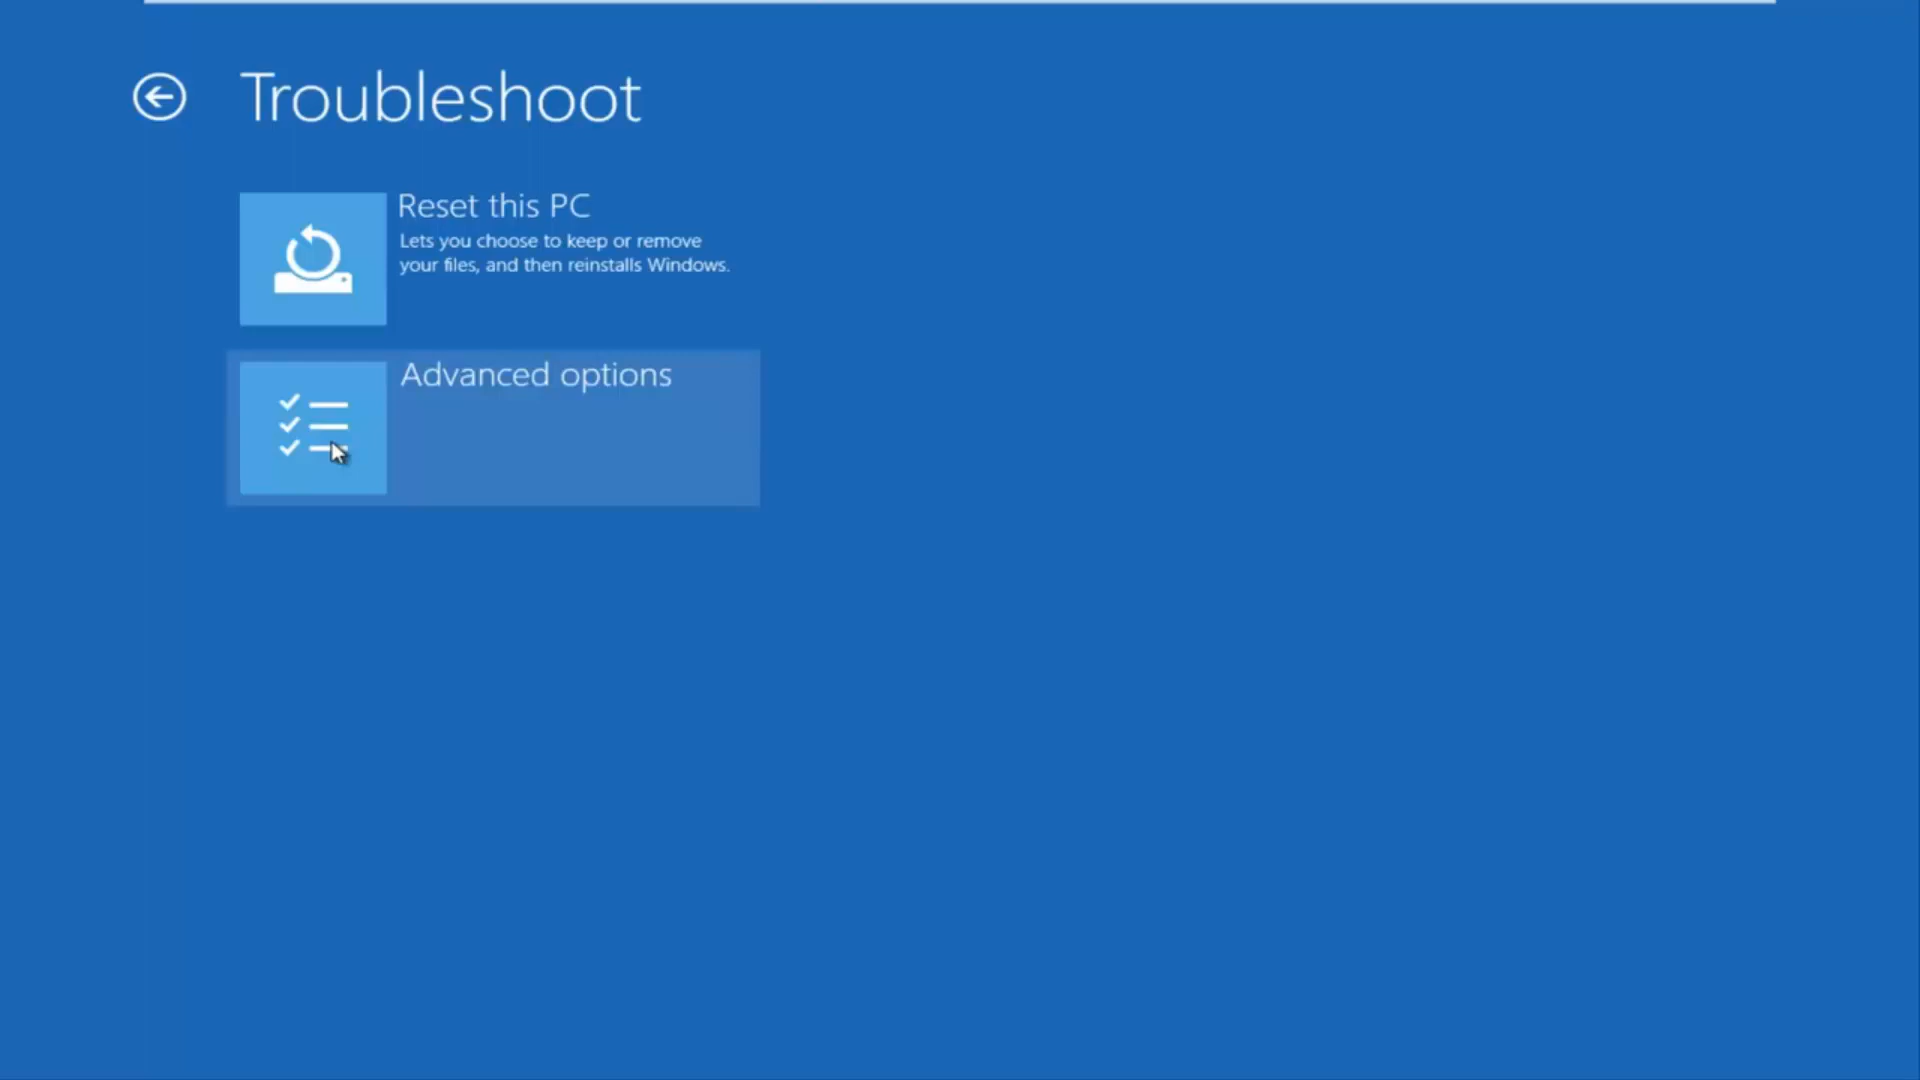 Troubleshoot
Reset this PC
Lets you choose to keep or remove
your files, and then reinstalls Windows.
Advanced options